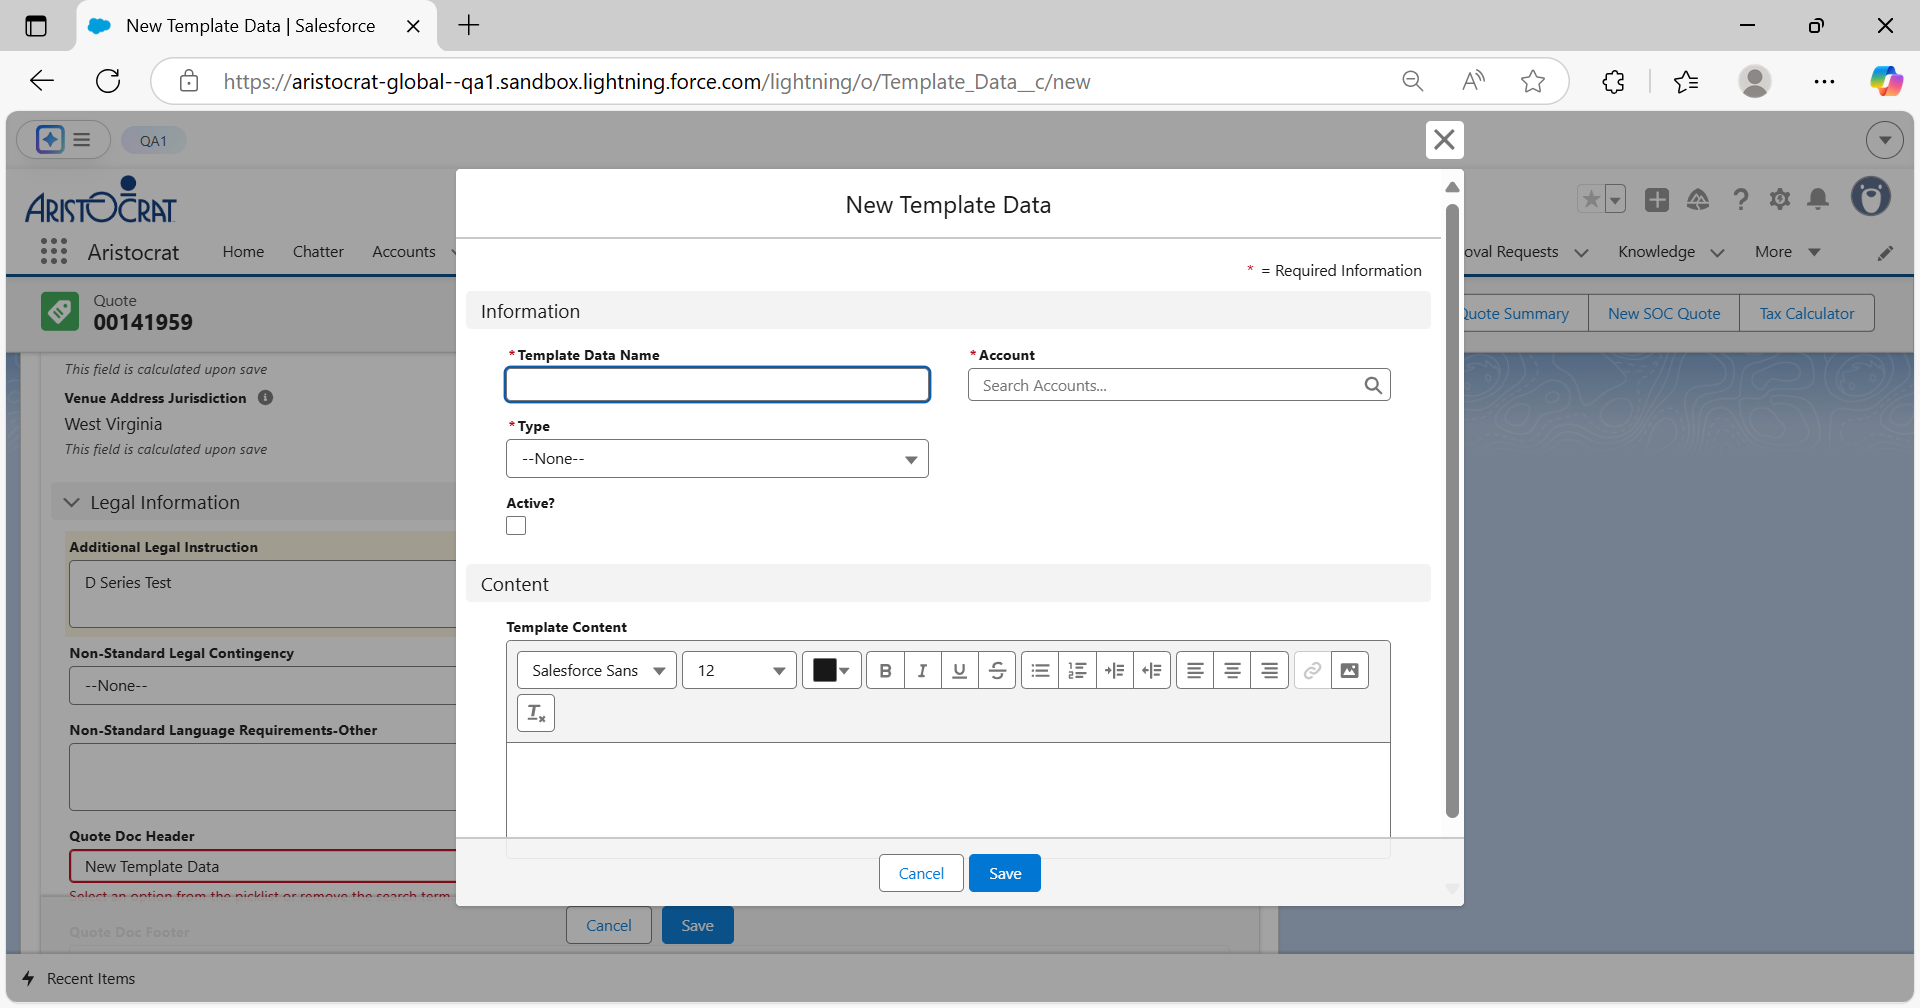 New Template Data | Salesforce
https://aristocrat-global--qa1.sandbox.lightning.force.com/lightning/o/Template_Data__c/new
QA1
ARISTOCRAT
Aristocrat
Home
Chatter
Accounts
oval Requests
Knowledge
More
Quote
00141959
Quote Summary
New SOC Quote
Tax Calculator
This field is calculated upon save
Venue Address Jurisdiction
West Virginia
This field is calculated upon save
Legal Information
Additional Legal Instruction
D Series Test
Non-Standard Legal Contingency
--None--
Non-Standard Language Requirements-Other
Quote Doc Header
New Template Data
Select an option from the picklist or remove the search term
Quote Doc Footer
Cancel
Save
Recent Items
New Template Data
* = Required Information
Information
*Template Data Name
*Account
Search Accounts...
*Type
--None--
Active?
Content
Template Content
Salesforce Sans
12
Cancel
Save